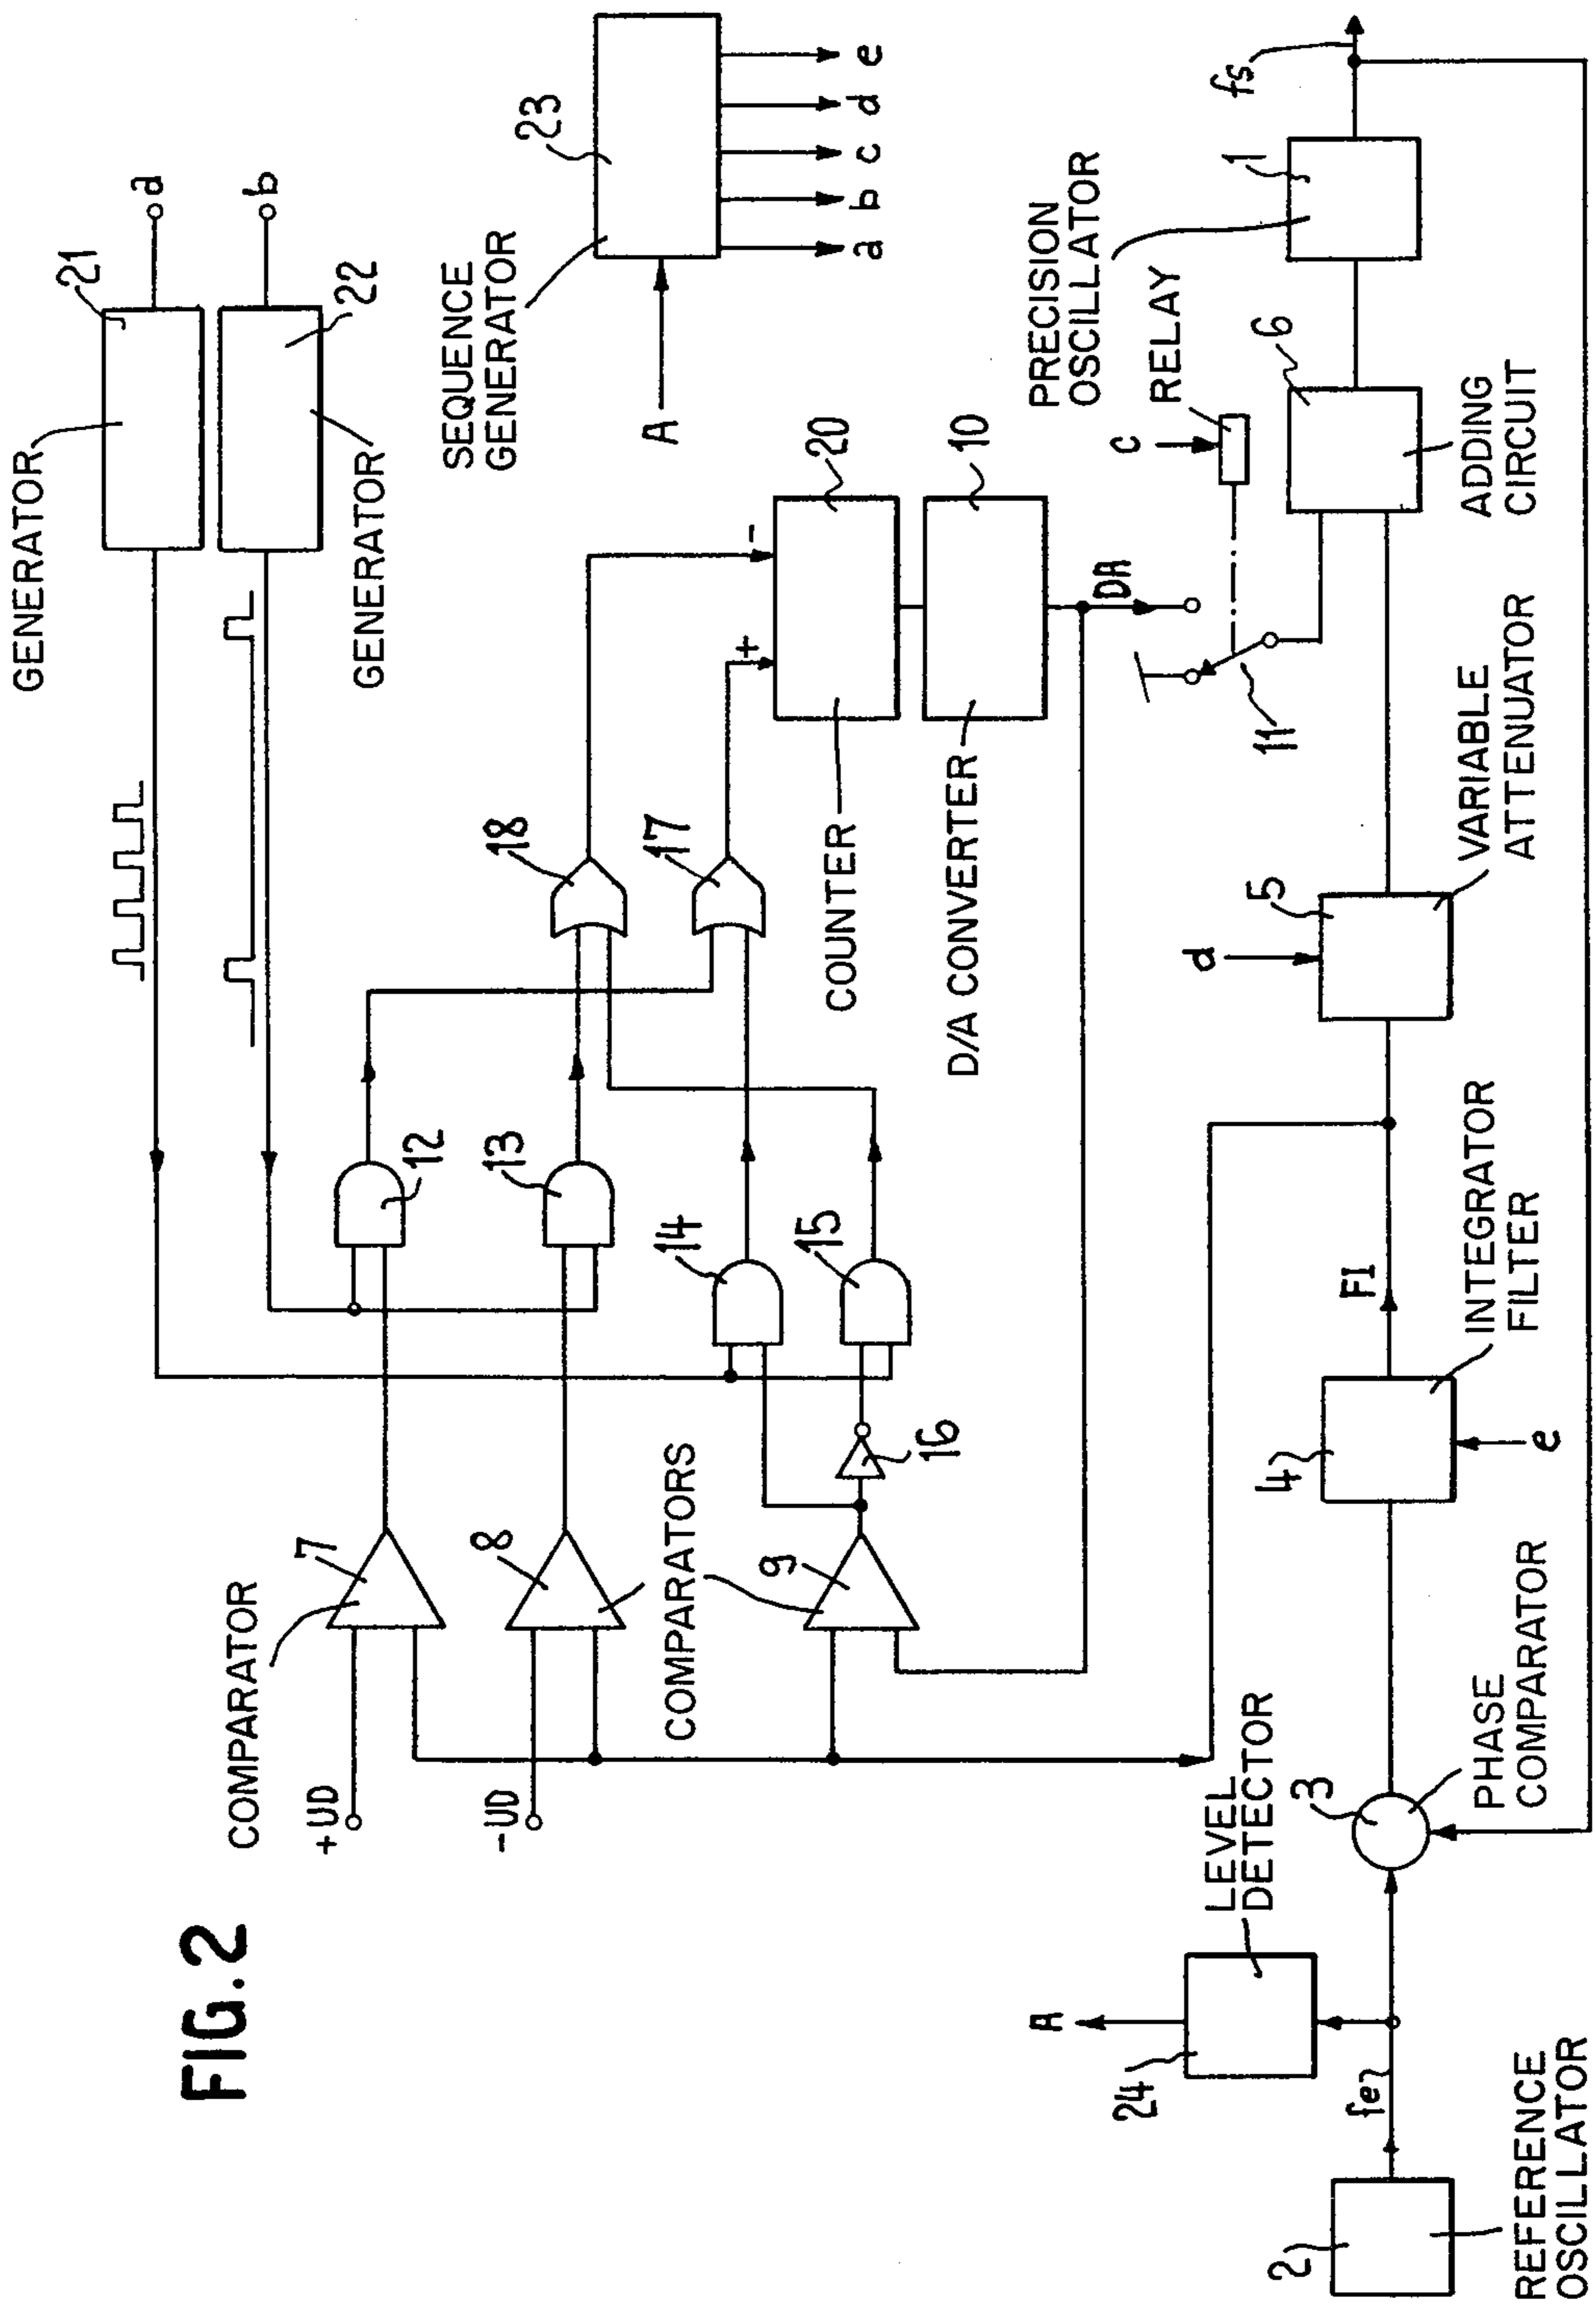 FIG.2
GENERATOR
21
a
22
b
GENERATOR
SEQUENCE
GENERATOR
23
A
a
b
c
d
e
COMPARATOR
7
+UD
8
-UD
COMPARATORS
9
12
13
14
15
16
18
17
-
+
20
COUNTER
10
D/A CONVERTER
DA
11
c
RELAY
PRECISION
OSCILLATOR
1
fs
6
ADDING
CIRCUIT
d
5
VARIABLE
ATTENUATOR
FI
4
e
INTEGRATOR
FILTER
3
PHASE
COMPARATOR
LEVEL
DETECTOR
A
24
fe
2
REFERENCE
OSCILLATOR